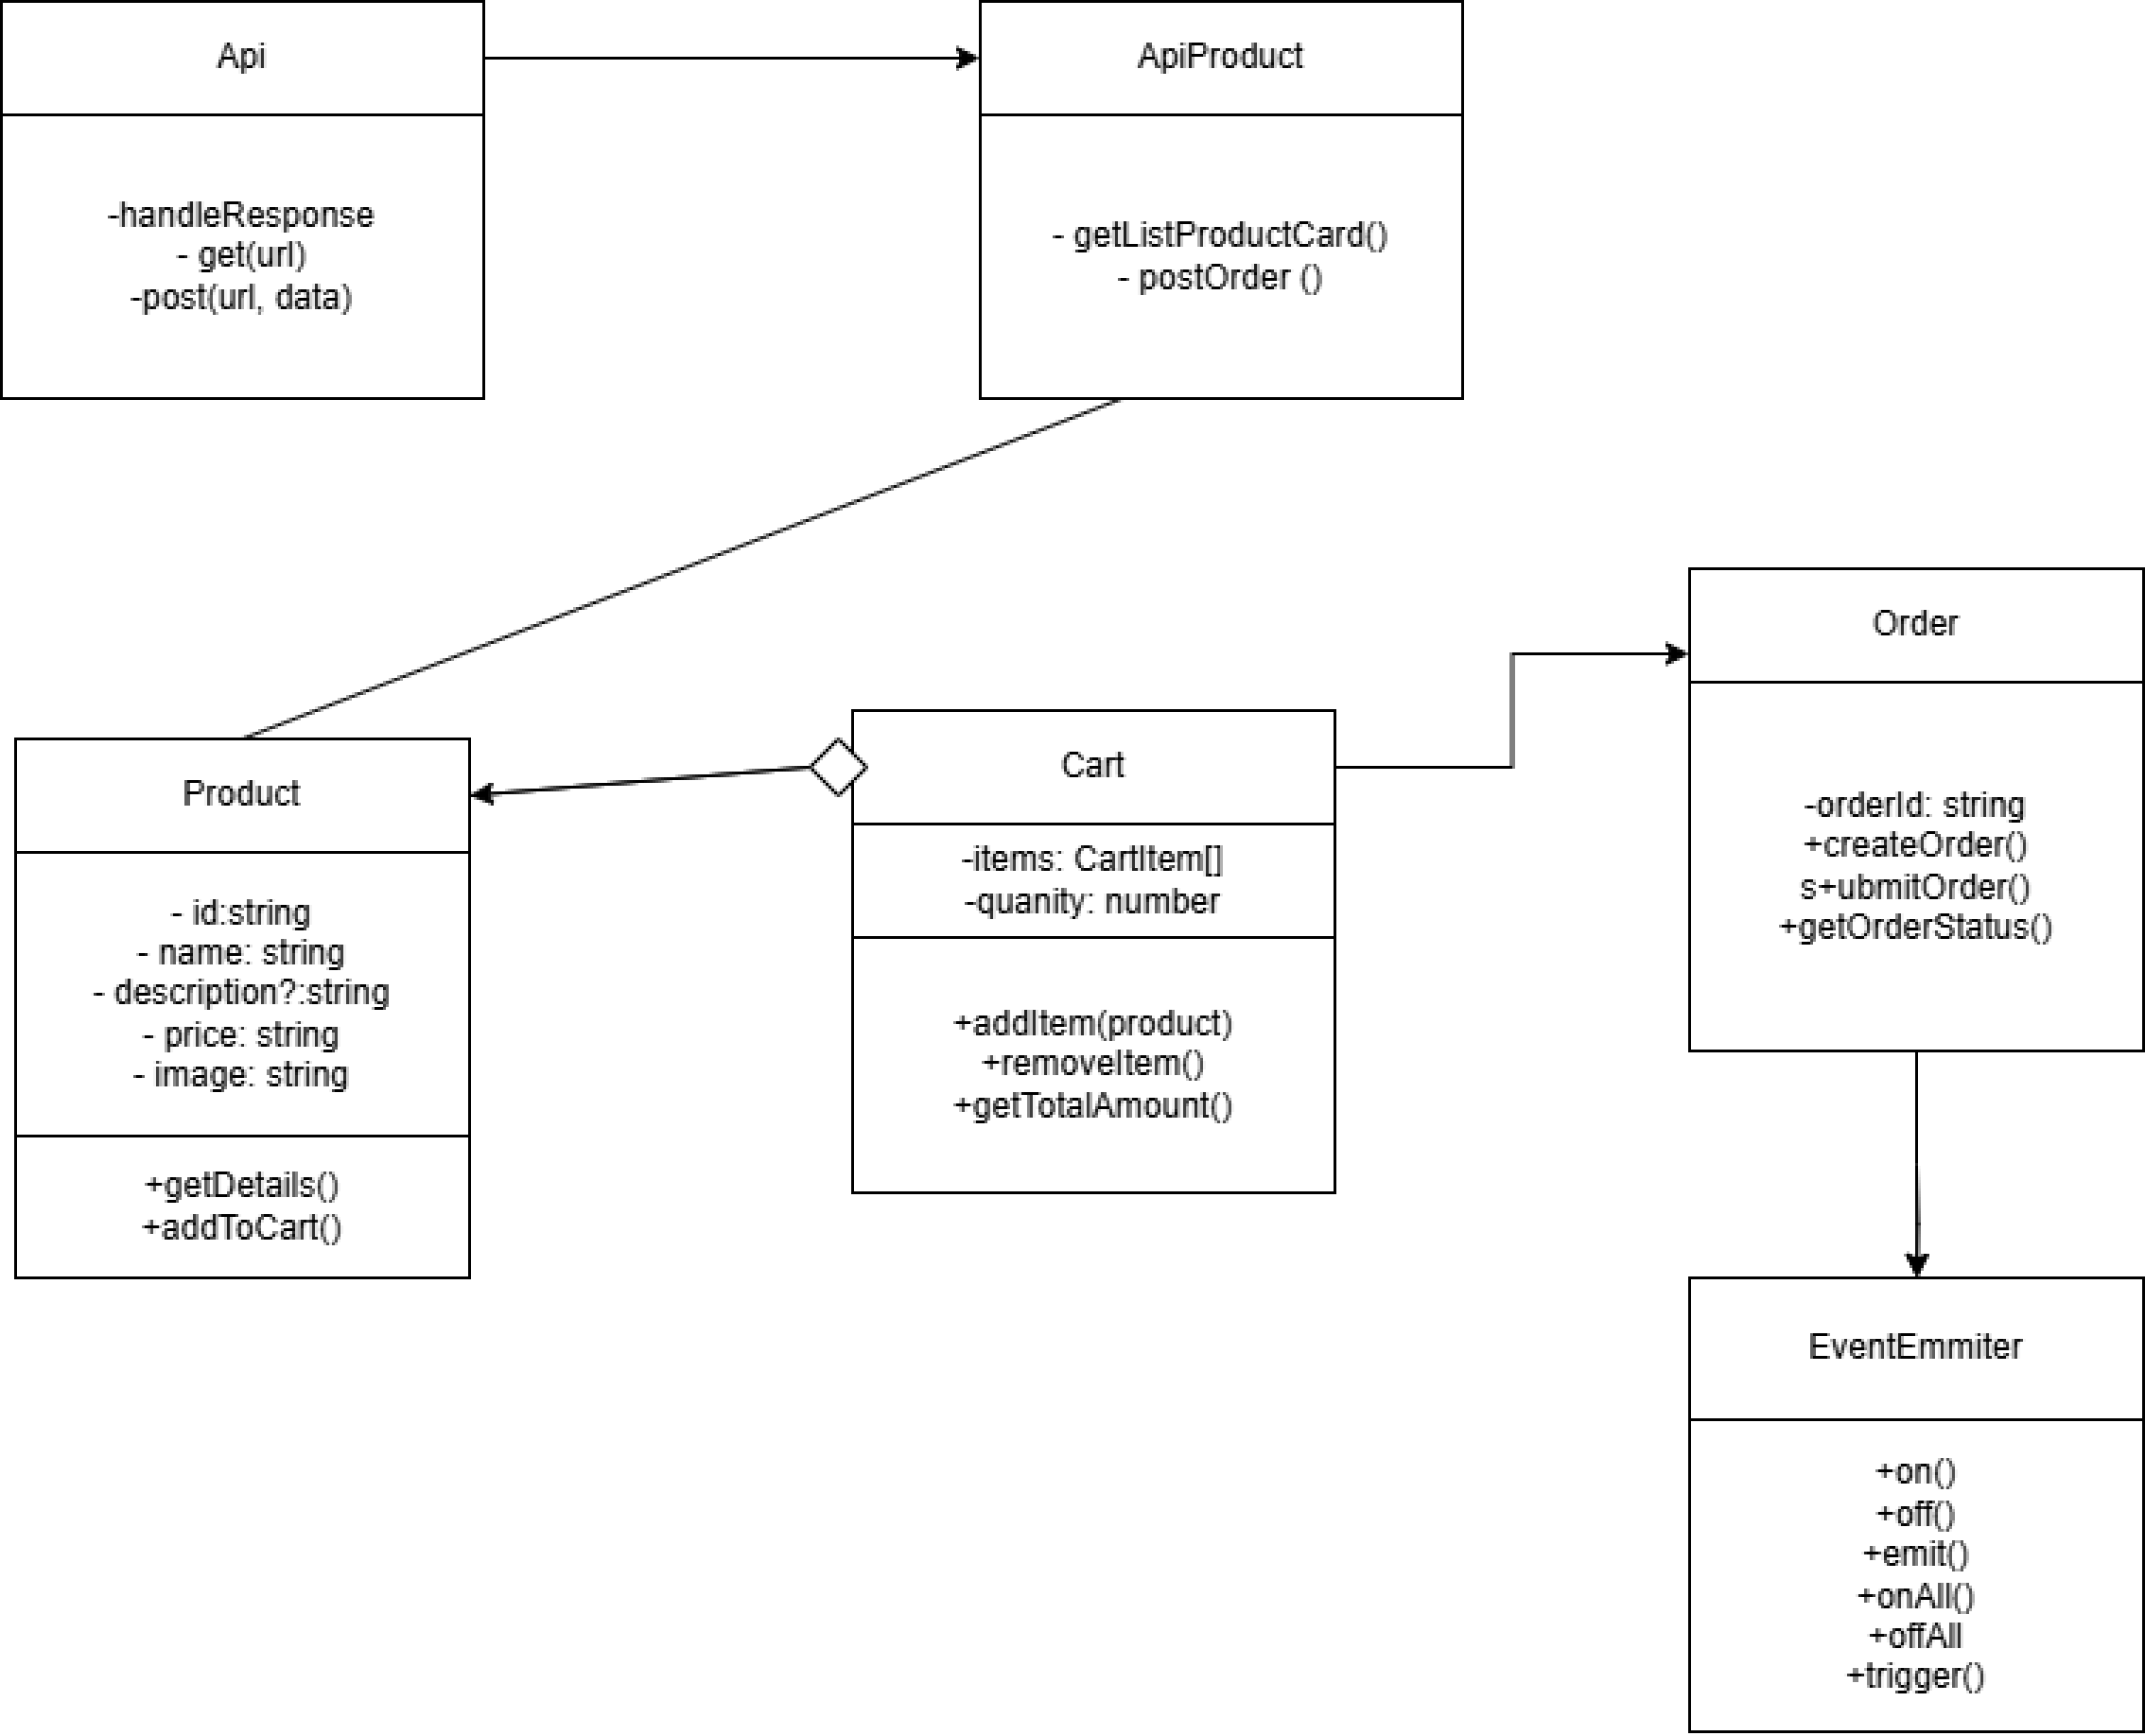 Api
-handleResponse
- get(url)
-post(url, data)
ApiProduct
- getListProductCard()
- postOrder ()
Product
- id:string
- name: string
- description?:string
- price: string
- image: string
+getDetails()
+addToCart()
Cart
-items: CartItem[]
-quanity: number
+addItem(product)
+removeItem()
+getTotalAmount()
Order
-orderId: string
+createOrder()
s+ubmitOrder()
+getOrderStatus()
EventEmmiter
+on()
+off()
+emit()
+onAll()
+offAll
+trigger()